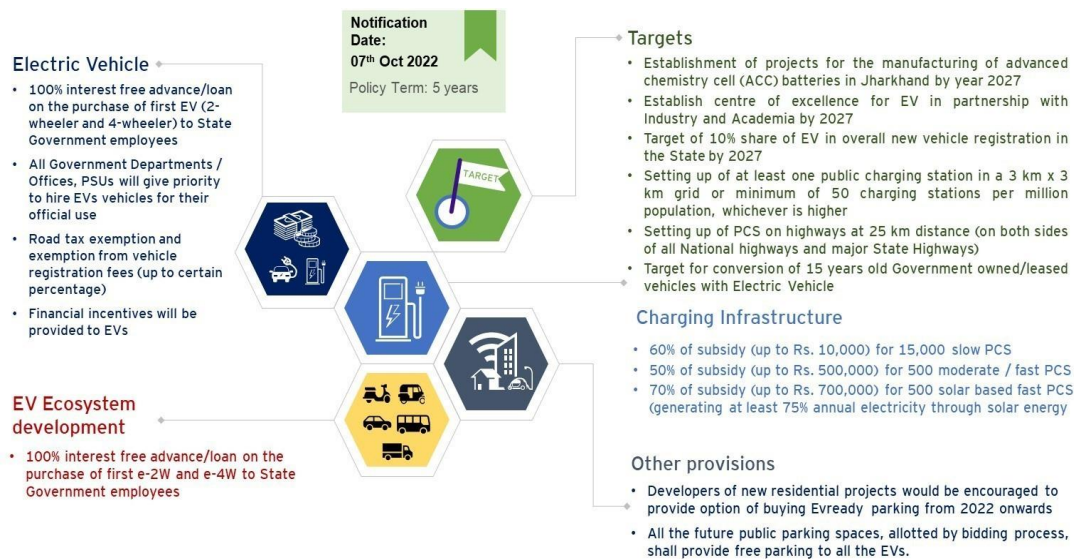 Notification
Date:
07th Oct 2022
Policy Term: 5 years
Electric Vehicle
• 100% interest free advance/loan
on the purchase of first EV (2-
wheeler and 4-wheeler) to State
Government employees
• All Government Departments /
Offices, PSUs will give priority
to hire EVs vehicles for their
official use
• Road tax exemption and
exemption from vehicle
registration fees (up to certain
percentage)
• Financial incentives will be
provided to EVs
EV Ecosystem
development
• 100% interest free advance/loan on the
purchase of first e-2W and e-4W to State
Government employees
TARGET
Targets
• Establishment of projects for the manufacturing of advanced
chemistry cell (ACC) batteries in Jharkhand by year 2027
• Establish centre of excellence for EV in partnership with
Industry and Academia by 2027
• Target of 10% share of EV in overall new vehicle registration in
the State by 2027
• Setting up of at least one public charging station in a 3 km x 3
km grid or minimum of 50 charging stations per million
population, whichever is higher
• Setting up of PCS on highways at 25 km distance (on both sides
of all National highways and major State Highways)
• Target for conversion of 15 years old Government owned/leased
vehicles with Electric Vehicle
Charging Infrastructure
• 60% of subsidy (up to Rs. 10,000) for 15,000 slow PCS
• 50% of subsidy (up to Rs. 500,000) for 500 moderate / fast PCS
• 70% of subsidy (up to Rs. 700,000) for 500 solar based fast PCS
(generating at least 75% annual electricity through solar energy
Other provisions
• Developers of new residential projects would be encouraged to
provide option of buying Evready parking from 2022 onwards
• All the future public parking spaces, allotted by bidding process,
shall provide free parking to all the EVs.